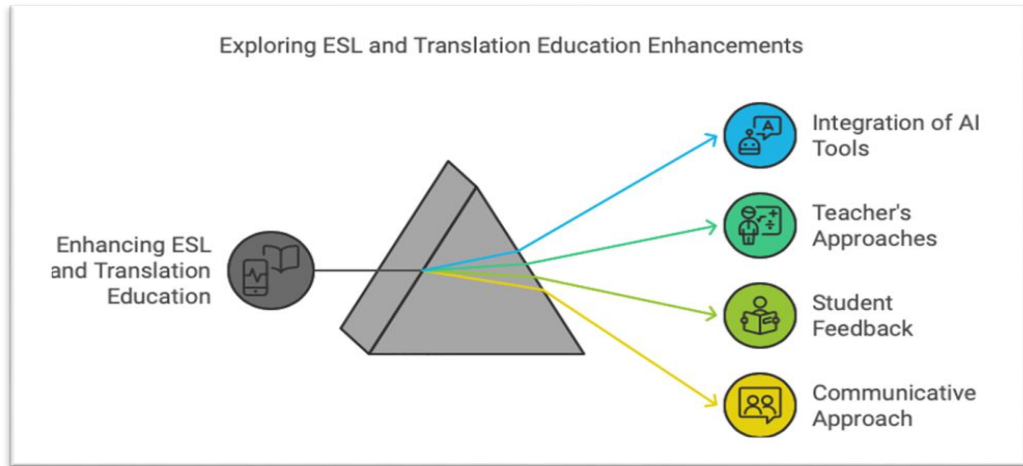 Exploring ESL and Translation Education Enhancements
Enhancing ESL
and Translation
Education
Integration of AI
Tools
Teacher's
Approaches
Student
Feedback
Communicative
Approach